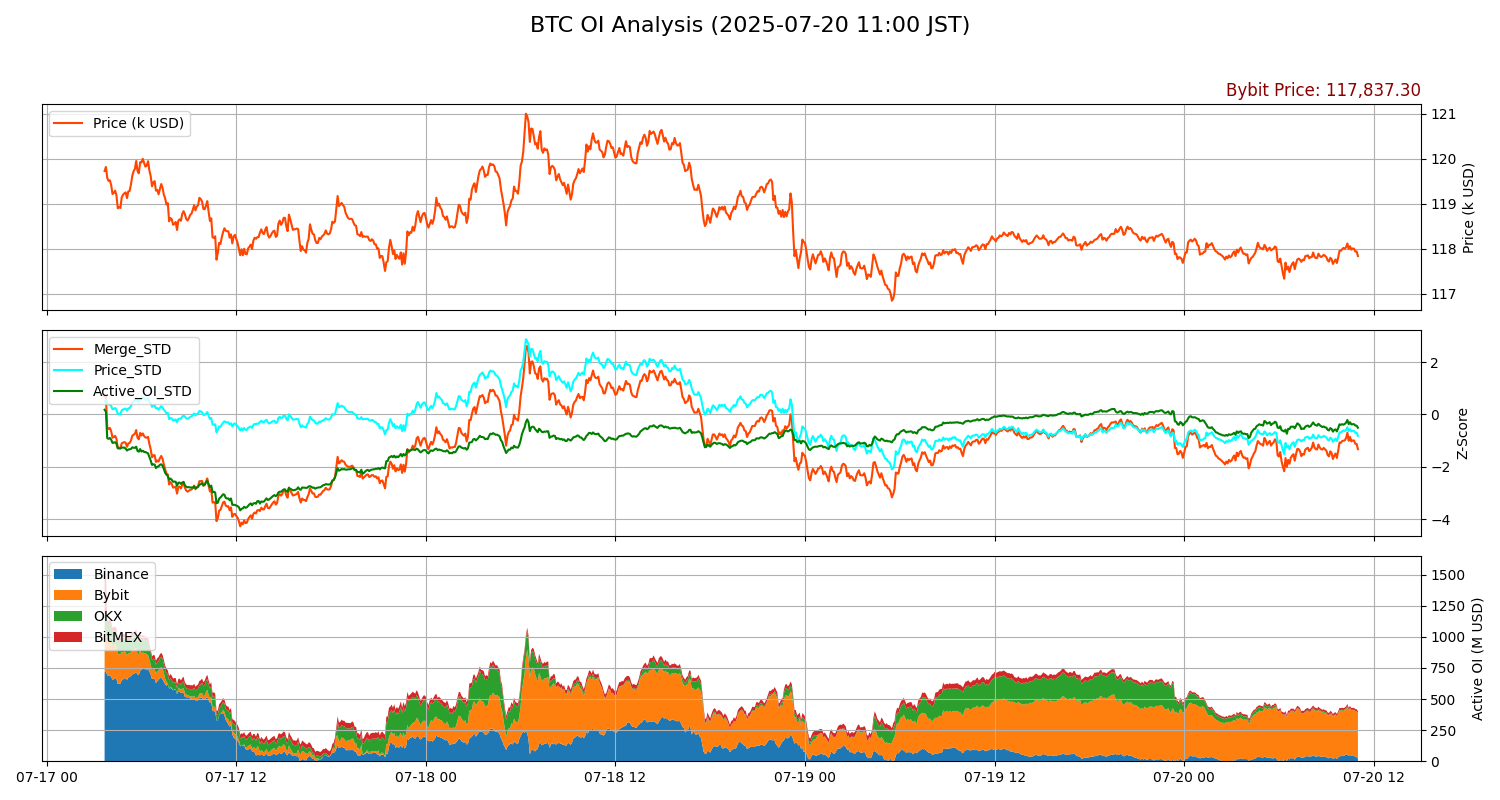 BTC OI Analysis (2025-07-20 11:00 JST)
Bybit Price: 117,837.30
Price (k USD)
121
120
119
118
117
Price (k USD)
Merge_STD
Price_STD
Active_OI_STD
2
0
−2
−4
Z-Score
Binance
Bybit
OKX
BitMEX
1500
1250
1000
750
500
250
0
Active OI (M USD)
07-17 00
07-17 12
07-18 00
07-18 12
07-19 00
07-19 12
07-20 00
07-20 12